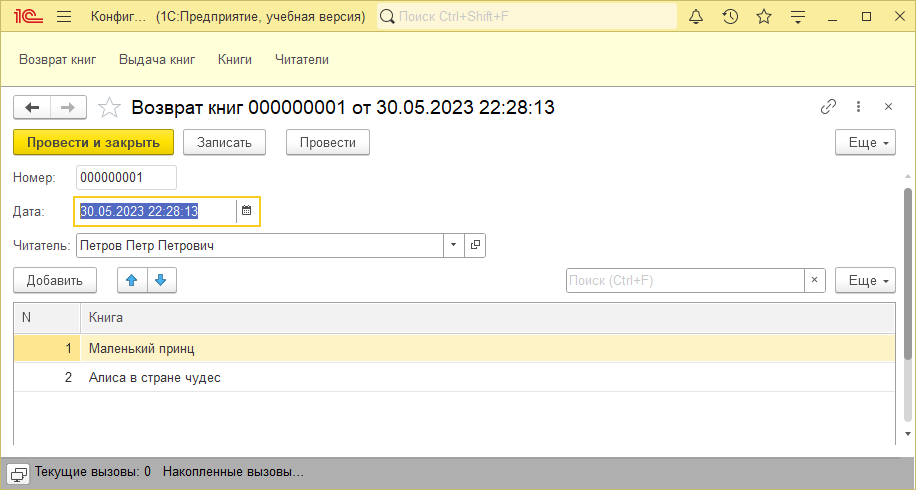 1С Конфиг... (1С:Предприятие, учебная версия) Поиск Ctrl+Shift+F
Возврат книг Выдача книг Книги Читатели
Возврат книг 000000001 от 30.05.2023 22:28:13
Провести и закрыть Записать Провести Еще
Номер: 000000001
Дата: 30.05.2023 22:28:13
Читатель: Петров Петр Петрович
Добавить Поиск (Ctrl+F) × Еще
N Книга
1 Маленький принц
2 Алиса в стране чудес
Текущие вызовы: 0 Накопленные вызовы...